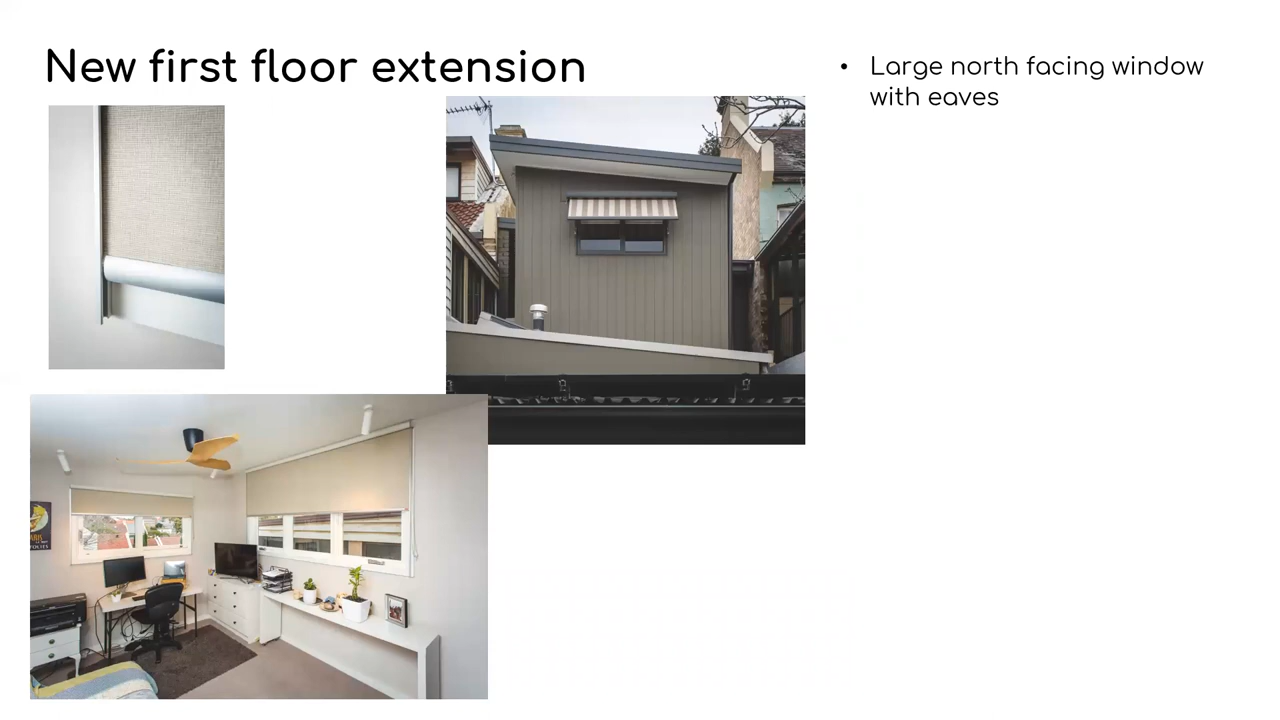 New first floor extension
• Large north facing window
with eaves